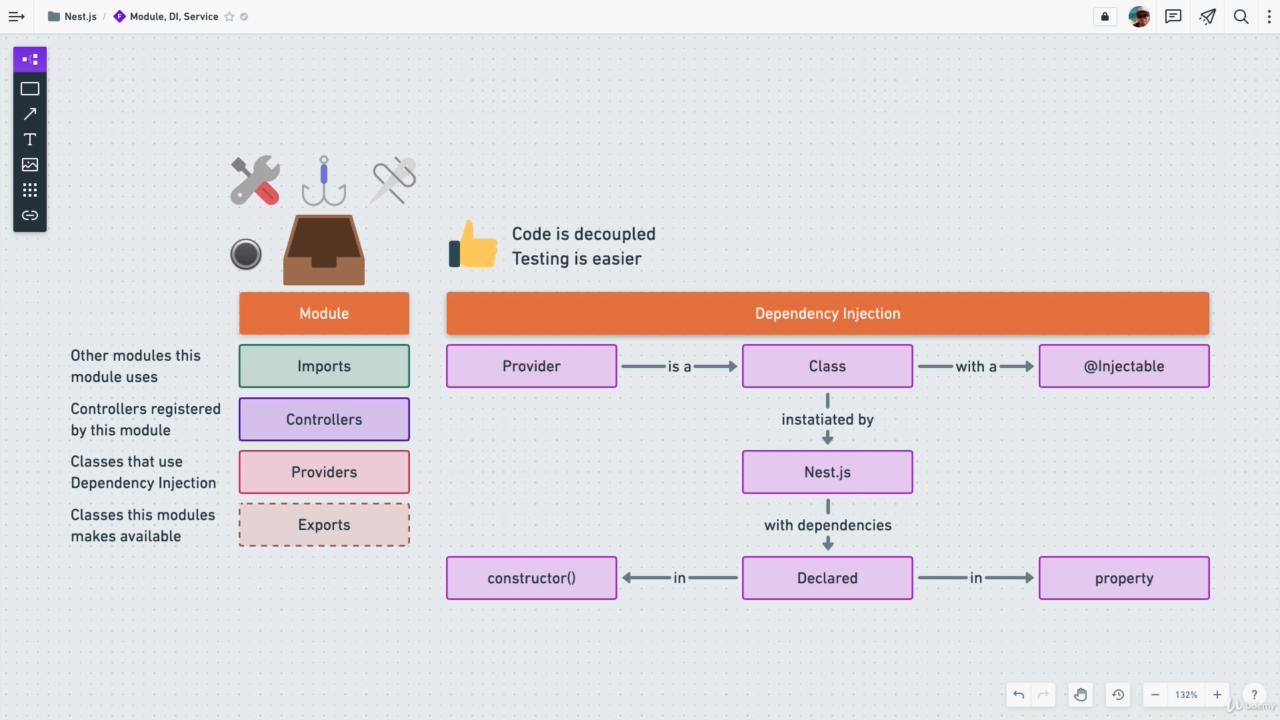 Nest.js / Module, DI, Service
Code is decoupled
Testing is easier
Module
Dependency Injection
Other modules this
module uses
Imports
Provider
is a
Class
with a
@Injectable
Controllers registered
by this module
Controllers
instatiated by
Classes that use
Dependency Injection
Providers
Nest.js
Classes this modules
makes available
Exports
with dependencies
constructor()
in
Declared
in
property
132%
?
udemy